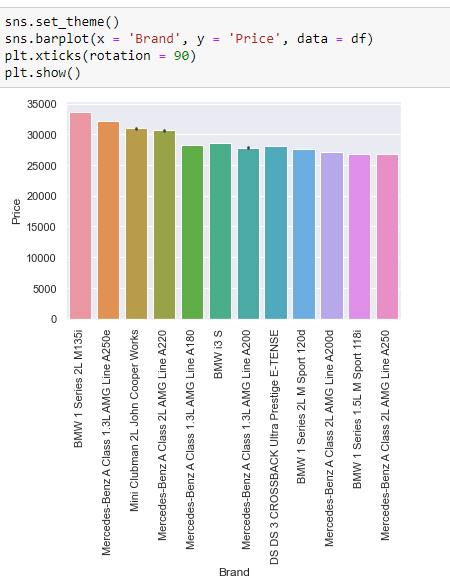 sns.set_theme()
sns.barplot(x = 'Brand', y = 'Price', data = df)
plt.xticks(rotation = 90)
plt.show()
35000
30000
25000
20000
15000
10000
5000
0
Price
BMW 1 Series 2L M135i
Mercedes-Benz A Class 1.3L AMG Line A250e
Mini Clubman 2L John Cooper Works
Mercedes-Benz A Class 2L AMG Line A220
Mercedes-Benz A Class 1.3L AMG Line A180
BMW i3 S
Mercedes-Benz A Class 1.3L AMG Line A200
DS DS 3 CROSSBACK Ultra Prestige E-TENSE
BMW 1 Series 2L M Sport 120d
Mercedes-Benz A Class 2L AMG Line A200d
BMW 1 Series 1.5L M Sport 118i
Mercedes-Benz A Class 2L AMG Line A250
Brand